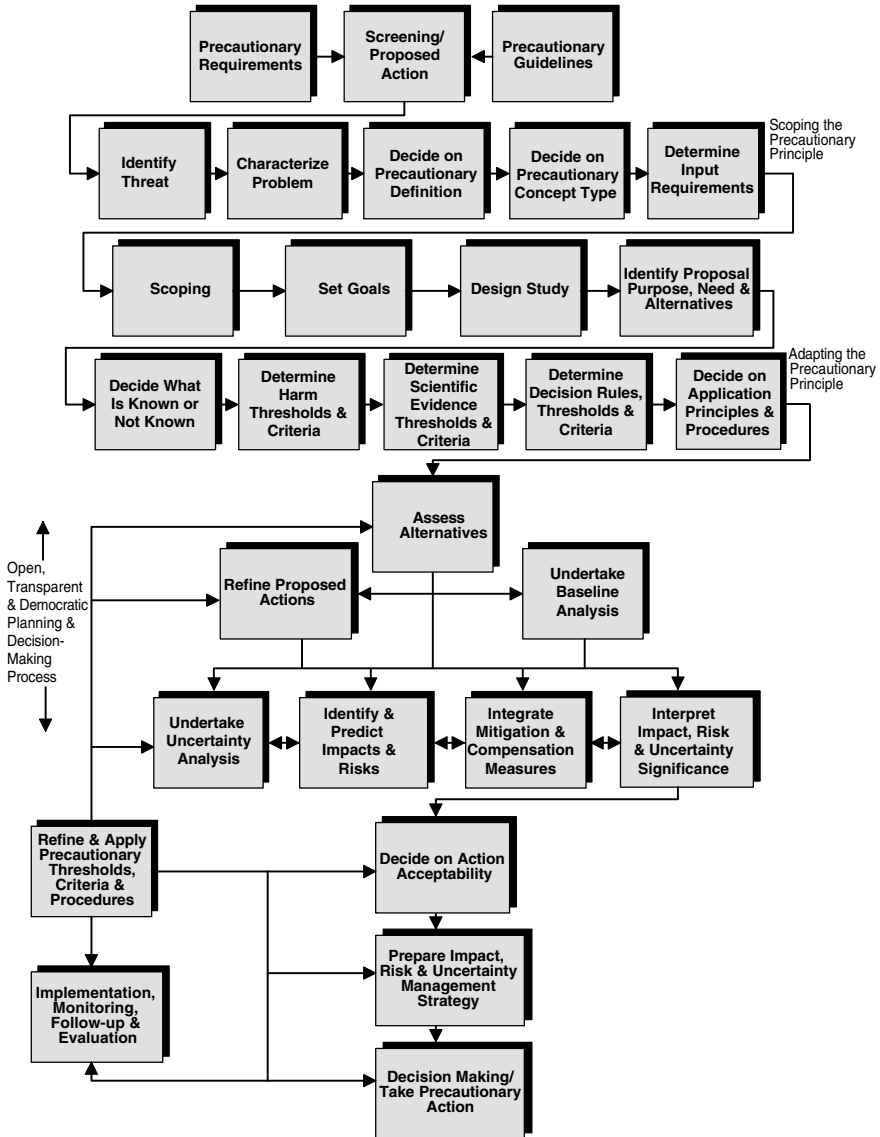 Precautionary
Requirements
Screening/
Proposed
Action
Precautionary
Guidelines
Scoping the
Precautionary
Principle
Identify
Threat
Characterize
Problem
Decide on
Precautionary
Definition
Decide on
Precautionary
Concept Type
Determine
Input
Requirements
Scoping
Set Goals
Design Study
Identify Proposal
Purpose, Need &
Alternatives
Adapting the
Precautionary
Principle
Decide What
Is Known or
Not Known
Determine
Harm
Thresholds &
Criteria
Determine
Scientific
Evidence
Thresholds &
Criteria
Determine
Decision Rules,
Thresholds &
Criteria
Decide on
Application
Principles &
Procedures
Assess
Alternatives
Open,
Transparent
& Democratic
Planning &
Decision-
Making
Process
Refine Proposed
Actions
Undertake
Baseline
Analysis
Undertake
Uncertainty
Analysis
Identify &
Predict
Impacts &
Risks
Integrate
Mitigation &
Compensation
Measures
Interpret
Impact, Risk
& Uncertainty
Significance
Refine & Apply
Precautionary
Thresholds,
Criteria &
Procedures
Decide on Action
Acceptability
Prepare Impact,
Risk & Uncertainty
Management
Strategy
Implementation,
Monitoring,
Follow-up &
Evaluation
Decision Making/
Take Precautionary
Action